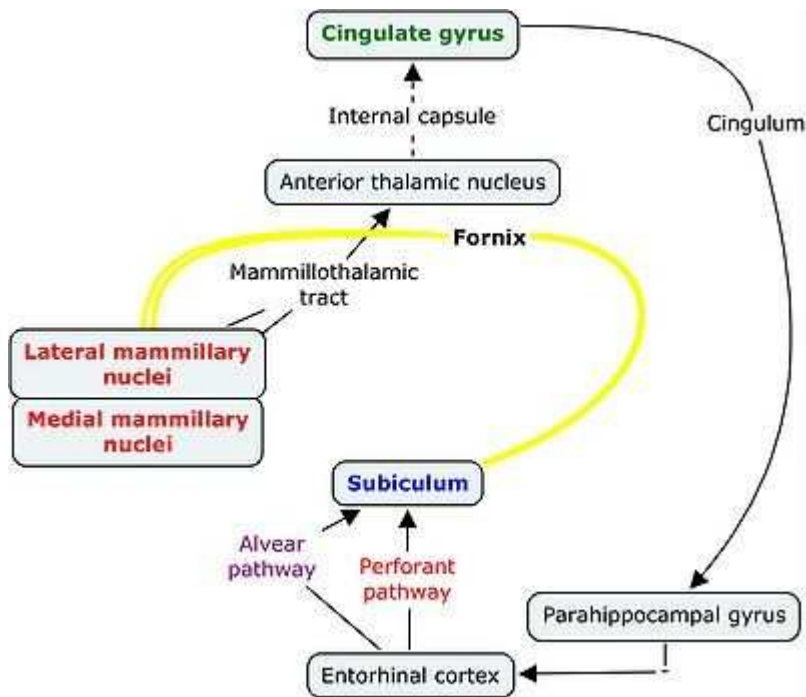 Cingulate gyrus
Internal capsule
Cingulum
Anterior thalamic nucleus
Fornix
Mammillothalamic
tract
Lateral mammillary
nuclei
Medial mammillary
nuclei
Subiculum
Alvear
pathway
Perforant
pathway
Parahippocampal gyrus
Entorhinal cortex